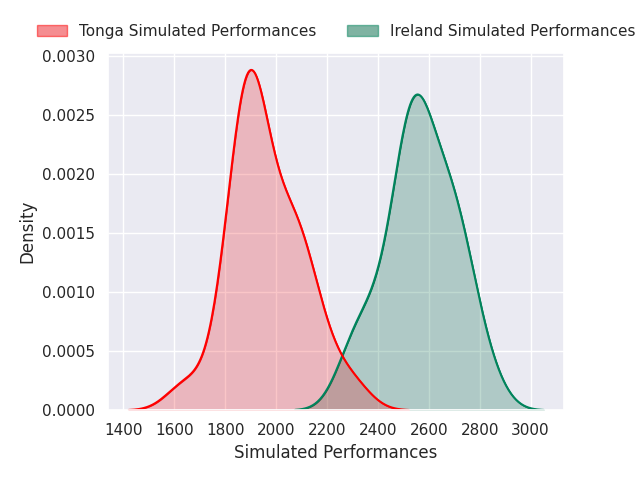 Tonga Simulated Performances Ireland Simulated Performances
0.0030
0.0025
0.0020
0.0015
0.0010
0.0005
0.0000
Density
1400 1600 1800 2000 2200 2400 2600 2800 3000
Simulated Performances